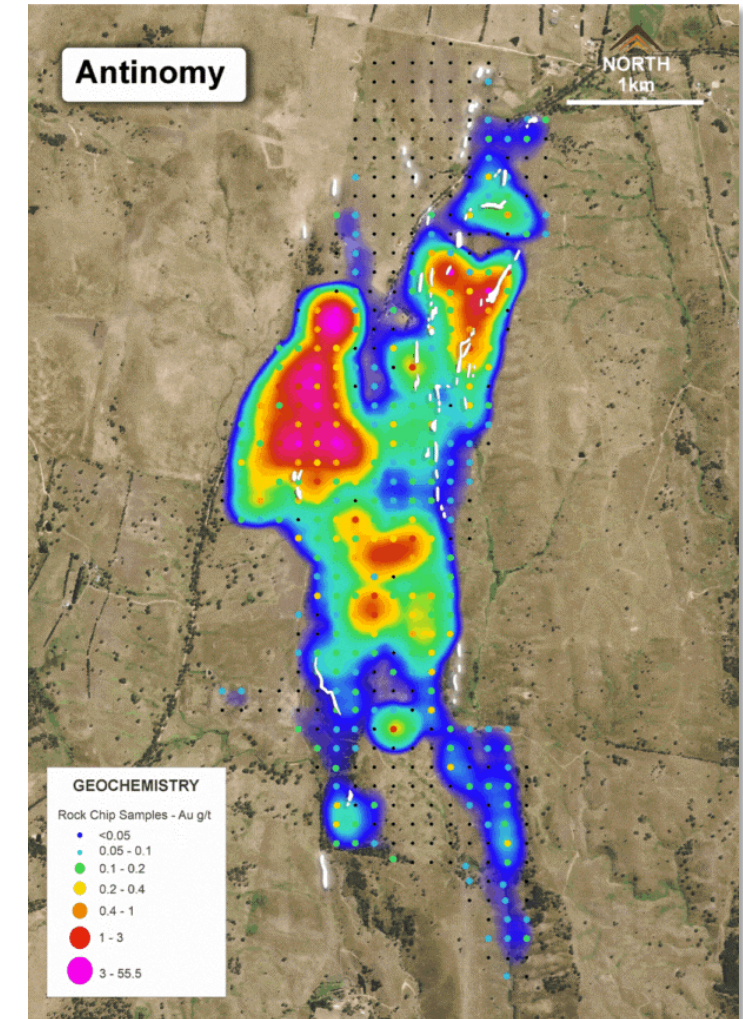 Antinomy
NORTH
1km
GEOCHEMISTRY
Rock Chip Samples - Au g/t
<0.05
0.05 - 0.1
0.1 - 0.2
0.2 - 0.4
0.4 - 1
1 - 3
3 - 55.5